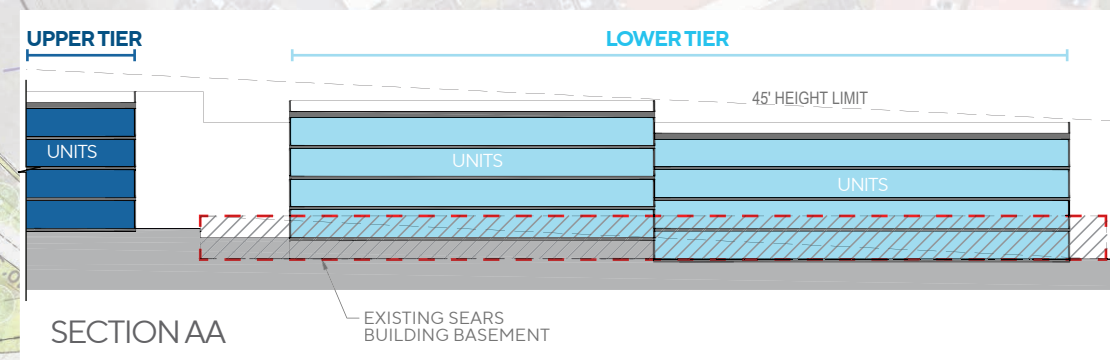 UPPER TIER
LOWER TIER
45' HEIGHT LIMIT
UNITS
UNITS
UNITS
SECTION AA
EXISTING SEARS
BUILDING BASEMENT